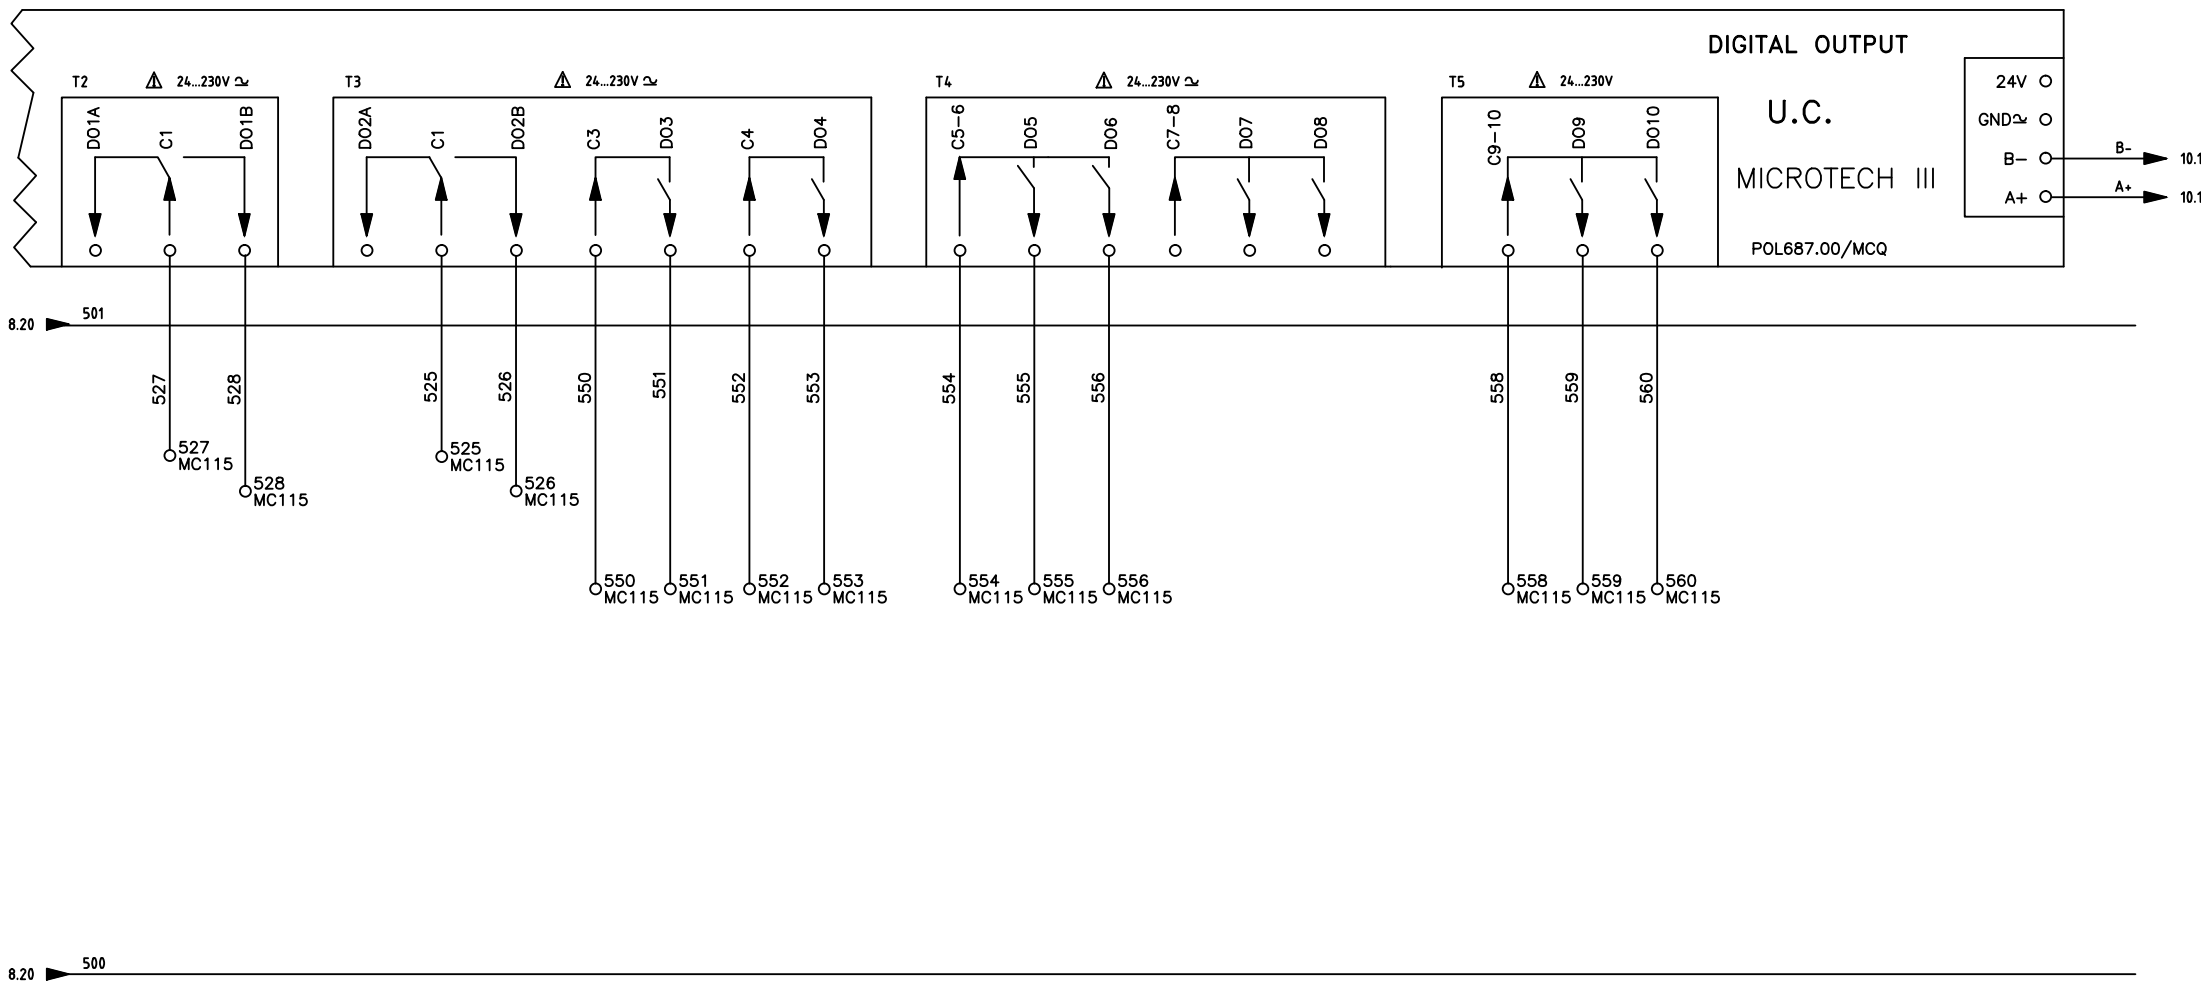 DIGITAL OUTPUT
T2 24...230V
T3 24...230V
T4 24...230V
T5 24...230V
U.C.
MICROTECH III
POL687.00/MCQ
24V
GND
B-
A+
B- 10.1
A+ 10.1
DO1A C1 DO1B
DO2A C1 DO2B C3 DO3 C4 DO4
C5-6 DO5 DO6 C7-8 DO7 DO8
C9-10 DO9 DO10
8.20 501
527 528 525 526 550 551 552 553 554 555 556 558 559 560
527
MC115
528
MC115
525
MC115
526
MC115
550
MC115
551
MC115
552
MC115
553
MC115
554
MC115
555
MC115
556
MC115
558
MC115
559
MC115
560
MC115
8.20 500